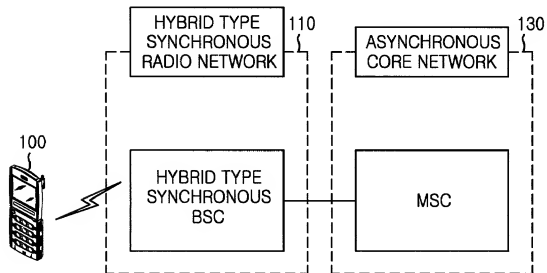 HYBRID TYPE
SYNCHRONOUS
RADIO NETWORK
110
ASYNCHRONOUS
CORE NETWORK
130
100
HYBRID TYPE
SYNCHRONOUS
BSC
MSC